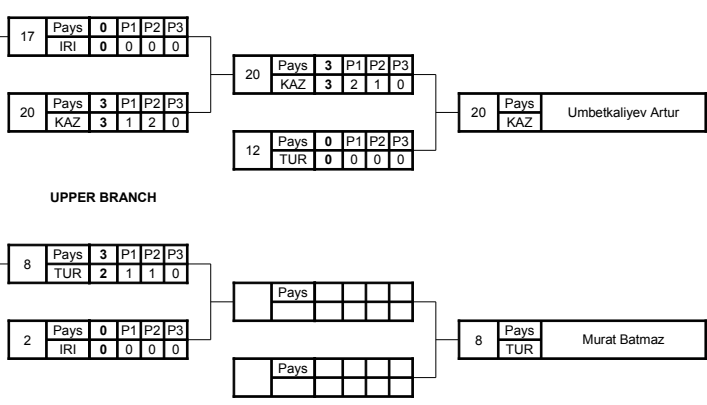 17 Pays 0 P1 P2 P3
IRI 0 0 0 0
20 Pays 3 P1 P2 P3
KAZ 3 2 1 0
20 Pays 3 P1 P2 P3
KAZ 3 1 2 0
20 Pays Umbetkaliyev Artur
KAZ
12 Pays 0 P1 P2 P3
TUR 0 0 0 0
UPPER BRANCH
8 Pays 3 P1 P2 P3
TUR 2 1 1 0
Pays
2 Pays 0 P1 P2 P3
IRI 0 0 0 0
8 Pays Murat Batmaz
TUR
Pays